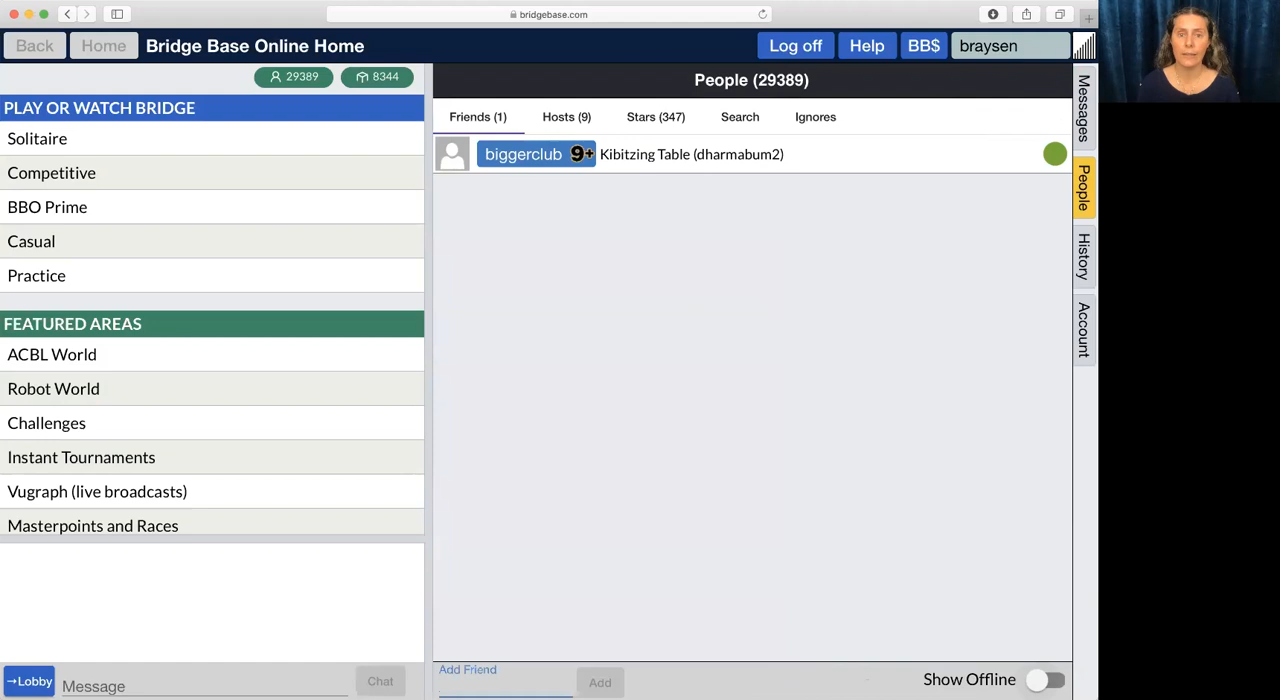 bridgebase.com
Back
Home
Bridge Base Online Home
Log off
Help
BB$
braysen
29389
8344
PLAY OR WATCH BRIDGE
Solitaire
Competitive
BBO Prime
Casual
Practice
FEATURED AREAS
ACBL World
Robot World
Challenges
Instant Tournaments
Vugraph (live broadcasts)
Masterpoints and Races
→Lobby
Message
Chat
People (29389)
Friends (1)
Hosts (9)
Stars (347)
Search
Ignores
biggerclub 9+ Kibitzing Table (dharmabum2)
Add Friend
Add
Show Offline
Messages
People
History
Account